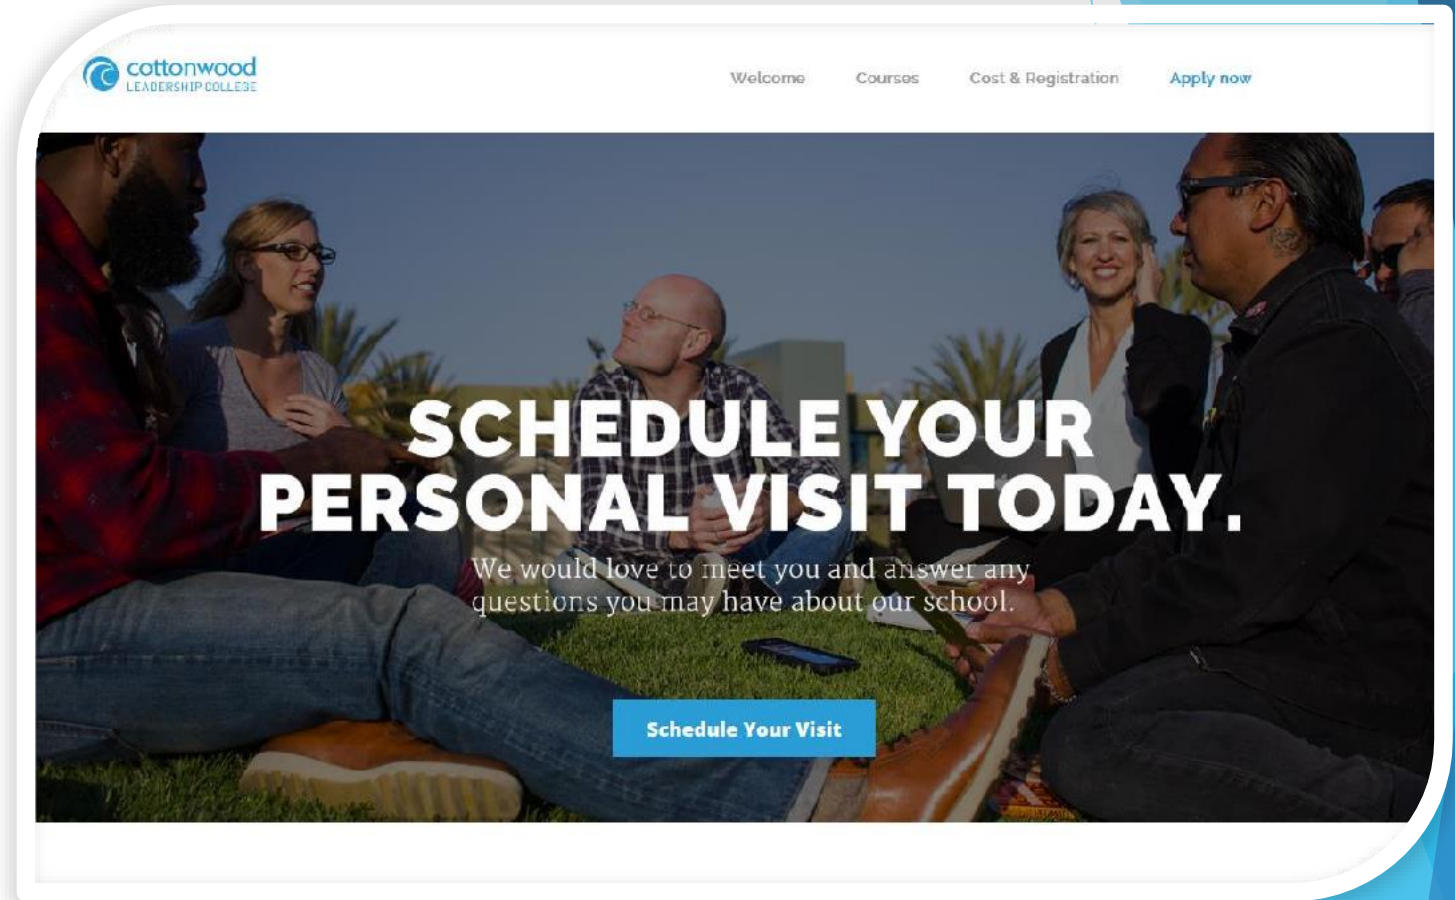 cottonwood
LEADERSHIP COLLEGE
Welcome Courses Cost & Registration Apply now
SCHEDULE YOUR
PERSONAL VISIT TODAY.
We would love to meet you and answer any
questions you may have about our school.
Schedule Your Visit